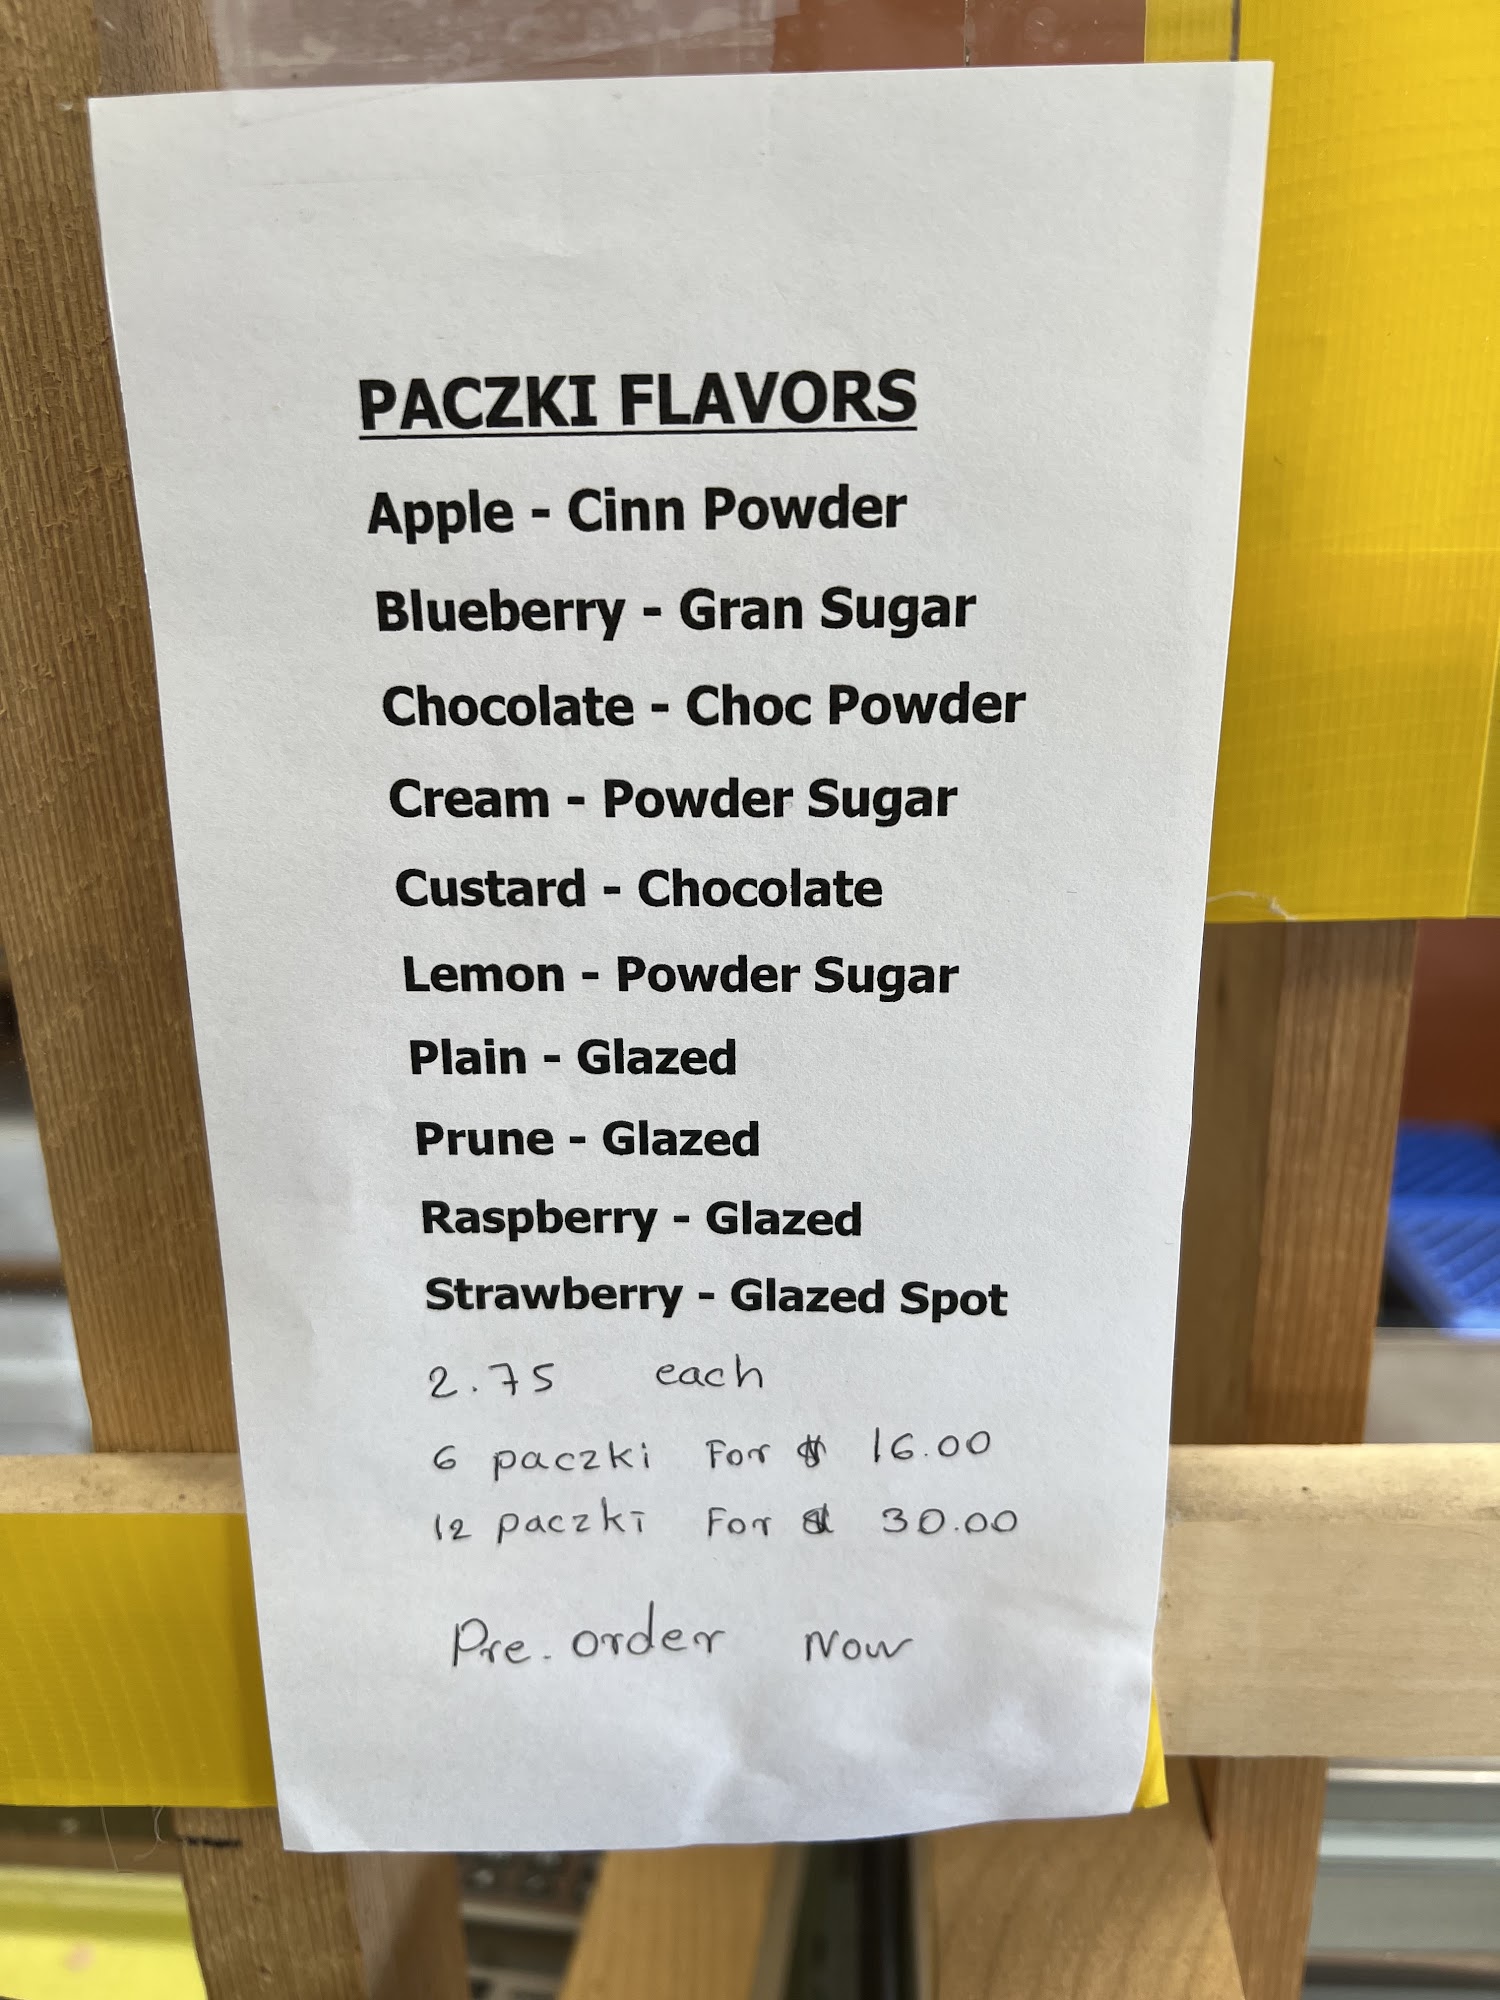 PACZKI FLAVORS
Apple - Cinn Powder
Blueberry - Gran Sugar
Chocolate - Choc Powder
Cream - Powder Sugar
Custard - Chocolate
Lemon - Powder Sugar
Plain - Glazed
Prune - Glazed
Raspberry - Glazed
Strawberry - Glazed Spot
2.75 each
6 paczki For $ 16.00
12 paczki For $ 30.00
Pre-order Now